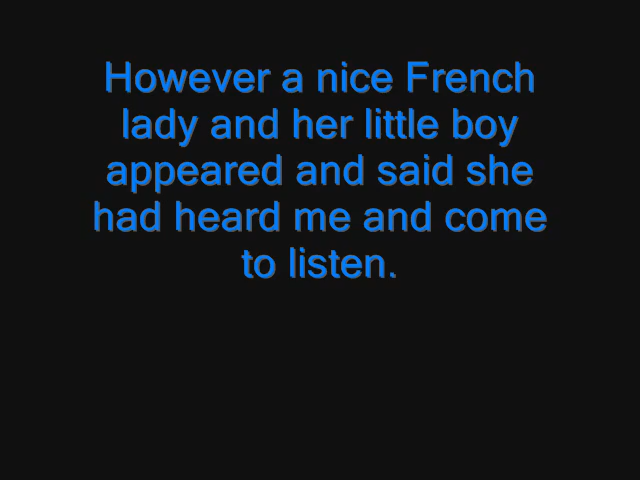 However a nice French
lady and her little boy
appeared and said she
had heard me and come
to listen.